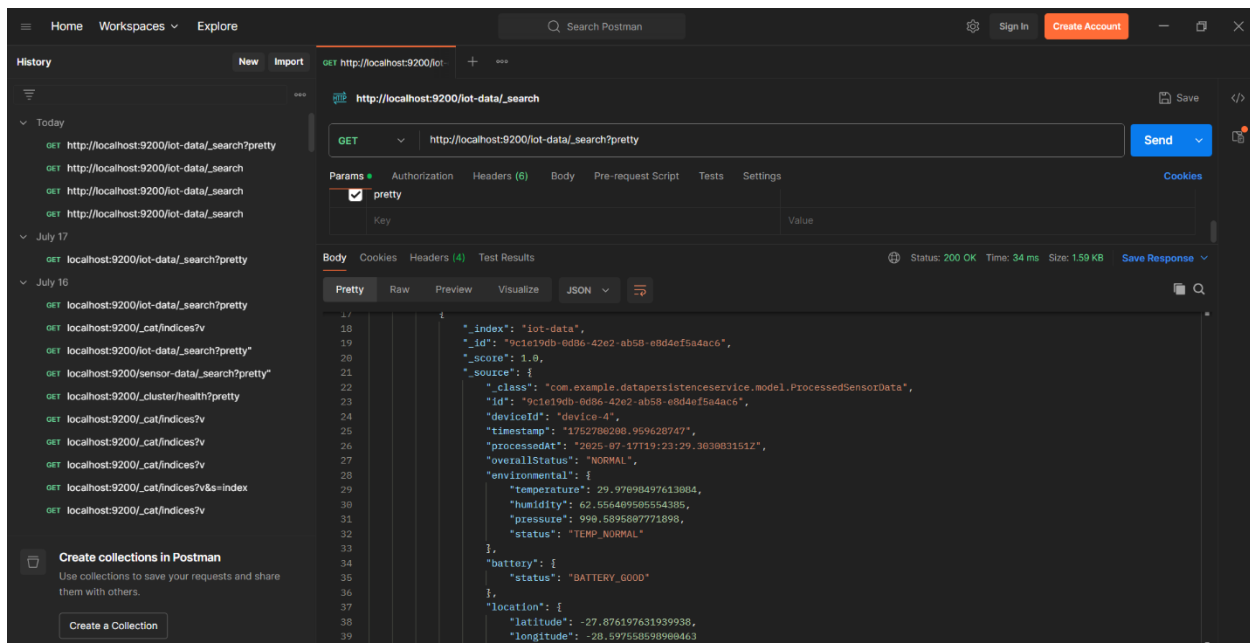 Home Workspaces Explore Search Postman Sign In Create Account
History New Import
GET http://localhost:9200/iot-
Today
GET http://localhost:9200/iot-data/_search?pretty
GET http://localhost:9200/iot-data/_search
GET http://localhost:9200/iot-data/_search
GET http://localhost:9200/iot-data/_search
July 17
GET localhost:9200/iot-data/_search?pretty
July 16
GET localhost:9200/iot-data/_search?pretty
GET localhost:9200/_cat/indices?v
GET localhost:9200/iot-data/_search?pretty"
GET localhost:9200/sensor-data/_search?pretty"
GET localhost:9200/_cluster/health?pretty
GET localhost:9200/_cat/indices?v
GET localhost:9200/_cat/indices?v
GET localhost:9200/_cat/indices?v
GET localhost:9200/_cat/indices?v&s=index
GET localhost:9200/_cat/indices?v
Create collections in Postman
Use collections to save your requests and share
them with others.
Create a Collection
HTTP http://localhost:9200/iot-data/_search Save
GET http://localhost:9200/iot-data/_search?pretty Send
Params Authorization Headers (6) Body Pre-request Script Tests Settings Cookies
pretty
Key Value
Body Cookies Headers (4) Test Results Status: 200 OK Time: 34 ms Size: 1.59 KB Save Response
Pretty Raw Preview Visualize JSON
17 {
18 "_index": "iot-data",
19 "_id": "9c1e19db-0d86-42e2-ab58-e8d4ef5a4ac6",
20 "_score": 1.0,
21 "_source": {
22 "_class": "com.example.datapersistenceservice.model.ProcessedSensorData",
23 "id": "9c1e19db-0d86-42e2-ab58-e8d4ef5a4ac6",
24 "deviceId": "device-4",
25 "timestamp": "1752780208.959628747",
26 "processedAt": "2025-07-17T19:23:29.303083151Z",
27 "overallStatus": "NORMAL",
28 "environmental": {
29 "temperature": 29.97098497613084,
30 "humidity": 62.556409505554385,
31 "pressure": 990.5895807771898,
32 "status": "TEMP_NORMAL"
33 },
34 "battery": {
35 "status": "BATTERY_GOOD"
36 },
37 "location": {
38 "latitude": -27.876197631939938,
39 "longitude": -28.597558598900463